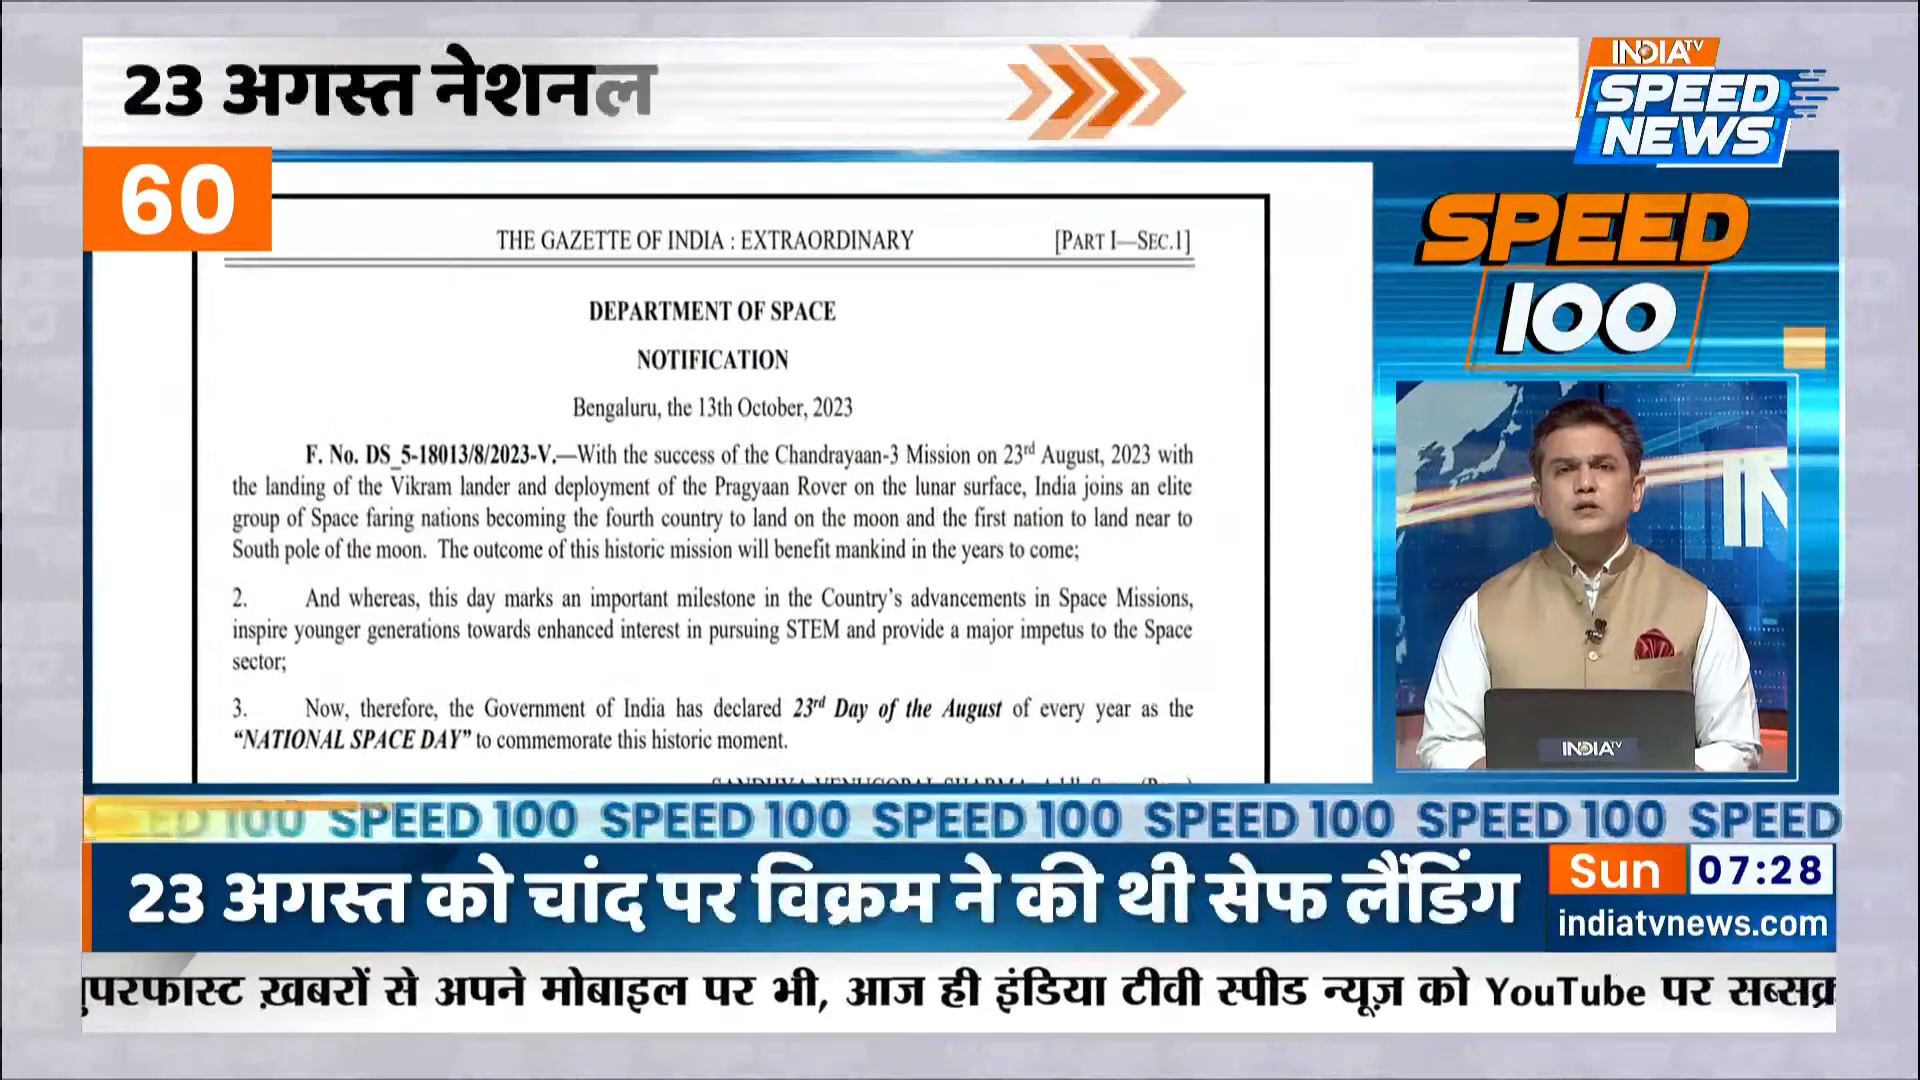 23 अगस्त नेशनल
INDIA TV
SPEED
NEWS
60
THE GAZETTE OF INDIA : EXTRAORDINARY [PART I—SEC.1]
DEPARTMENT OF SPACE
NOTIFICATION
Bengaluru, the 13th October, 2023
F. No. DS_5-18013/8/2023-V.—With the success of the Chandrayaan-3 Mission on 23rd August, 2023 with
the landing of the Vikram lander and deployment of the Pragyaan Rover on the lunar surface, India joins an elite
group of Space faring nations becoming the fourth country to land on the moon and the first nation to land near to
South pole of the moon. The outcome of this historic mission will benefit mankind in the years to come;
2. And whereas, this day marks an important milestone in the Country's advancements in Space Missions,
inspire younger generations towards enhanced interest in pursuing STEM and provide a major impetus to the Space
sector;
3. Now, therefore, the Government of India has declared 23rd Day of the August of every year as the
“NATIONAL SPACE DAY” to commemorate this historic moment.
SPEED
100
IN
INDIA TV
ED 100 SPEED 100 SPEED 100 SPEED 100 SPEED 100 SPEED 100 SPEED
23 अगस्त को चांद पर विक्रम ने की थी सेफ लैंडिंग
Sun 07:28
indiatvnews.com
ख़बरों से अपने मोबाइल पर भी, आज ही इंडिया टीवी स्पीड न्यूज़ को YouTube पर